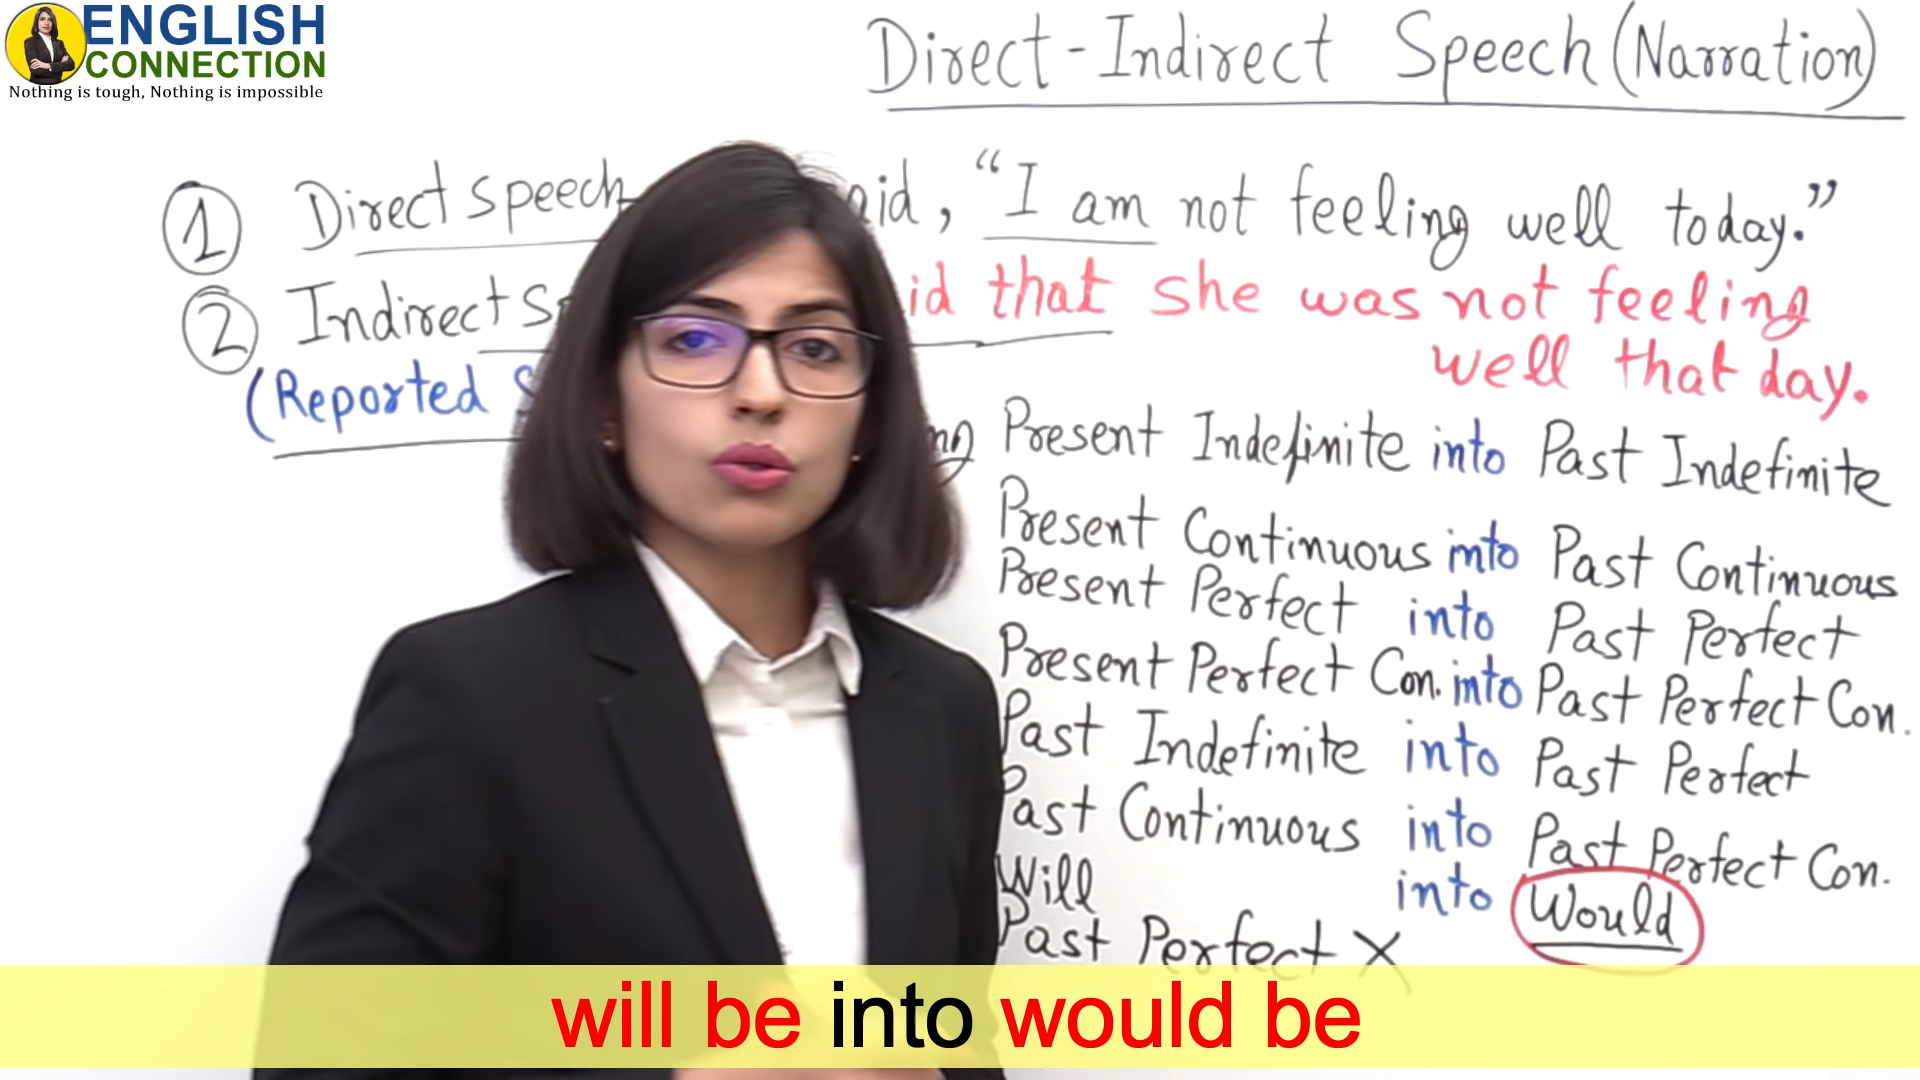 ENGLISH
CONNECTION
Nothing is tough, Nothing is impossible
Direct-Indirect Speech (Narration)
1 Direct speech aid, "I am not feeling well today."
2 Indirect id that she was not feeling
well that day.
(Reported
Present Indefinite into Past Indefinite
Present Continuous into Past Continuous
Present Perfect into Past Perfect
Present Perfect Con. into Past Perfect Con.
Past Indefinite into Past Perfect
Past Continuous into Past Perfect Con.
Will into Would
Past Perfect X
will be into would be